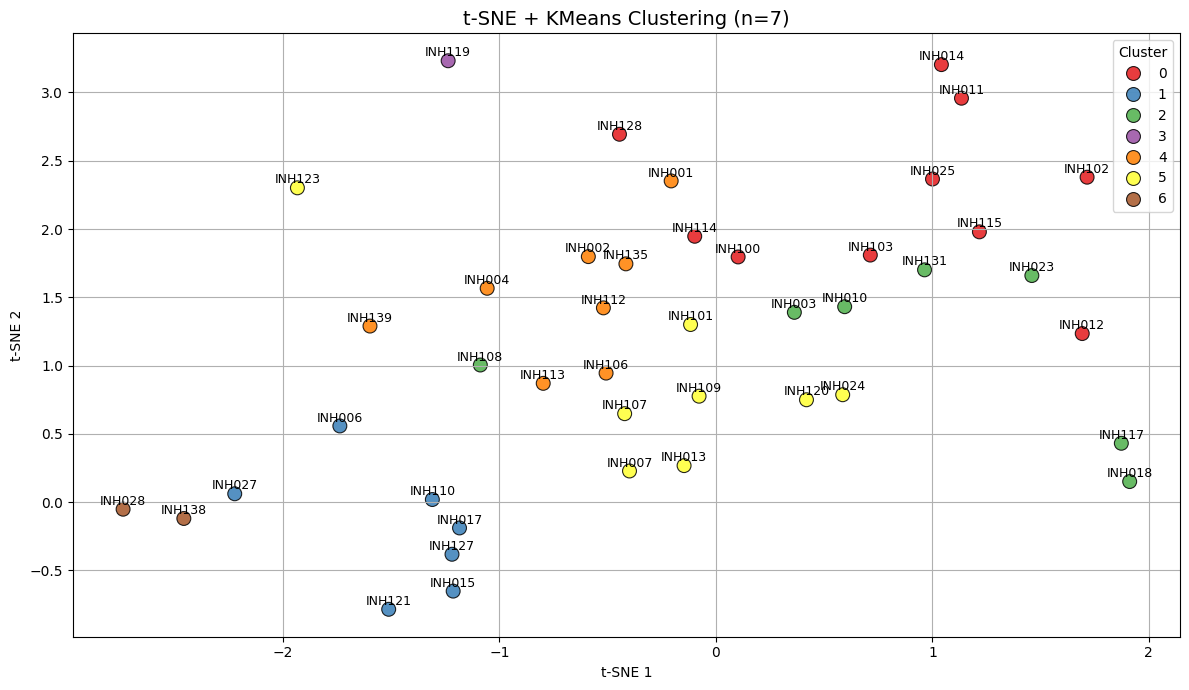 t-SNE + KMeans Clustering (n=7)
INH119
INH014
INH011
INH128
INH123
INH001
INH025
INH102
INH114
INH100
INH103
INH115
INH002
INH135
INH131
INH023
INH004
INH139
INH112
INH101
INH003
INH010
INH012
INH108
INH113
INH106
INH107
INH109
INH120
INH024
INH006
INH007
INH013
INH117
INH018
INH028
INH138
INH027
INH110
INH017
INH127
INH015
INH121
Cluster
0
1
2
3
4
5
6
3.0
2.5
2.0
1.5
1.0
0.5
0.0
−0.5
t-SNE 2
−2
−1
0
1
2
t-SNE 1